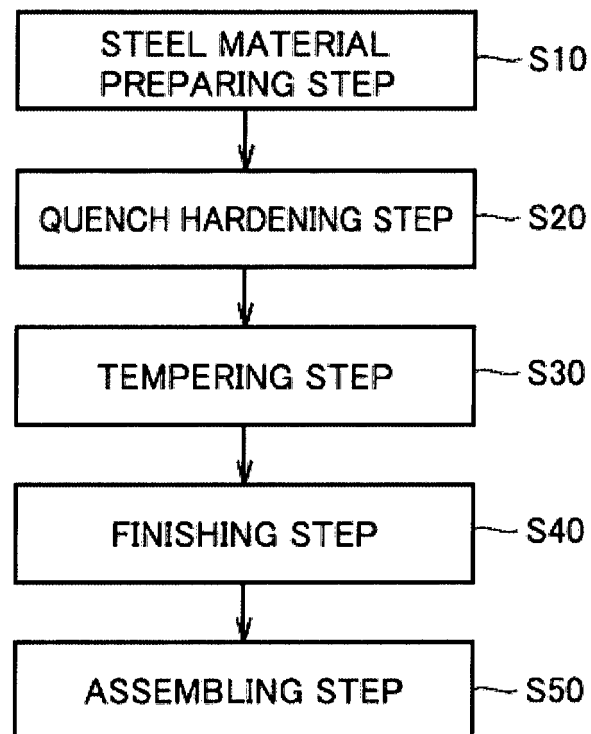 STEEL MATERIAL
PREPARING STEP
S10
QUENCH HARDENING STEP
S20
TEMPERING STEP
S30
FINISHING STEP
S40
ASSEMBLING STEP
S50